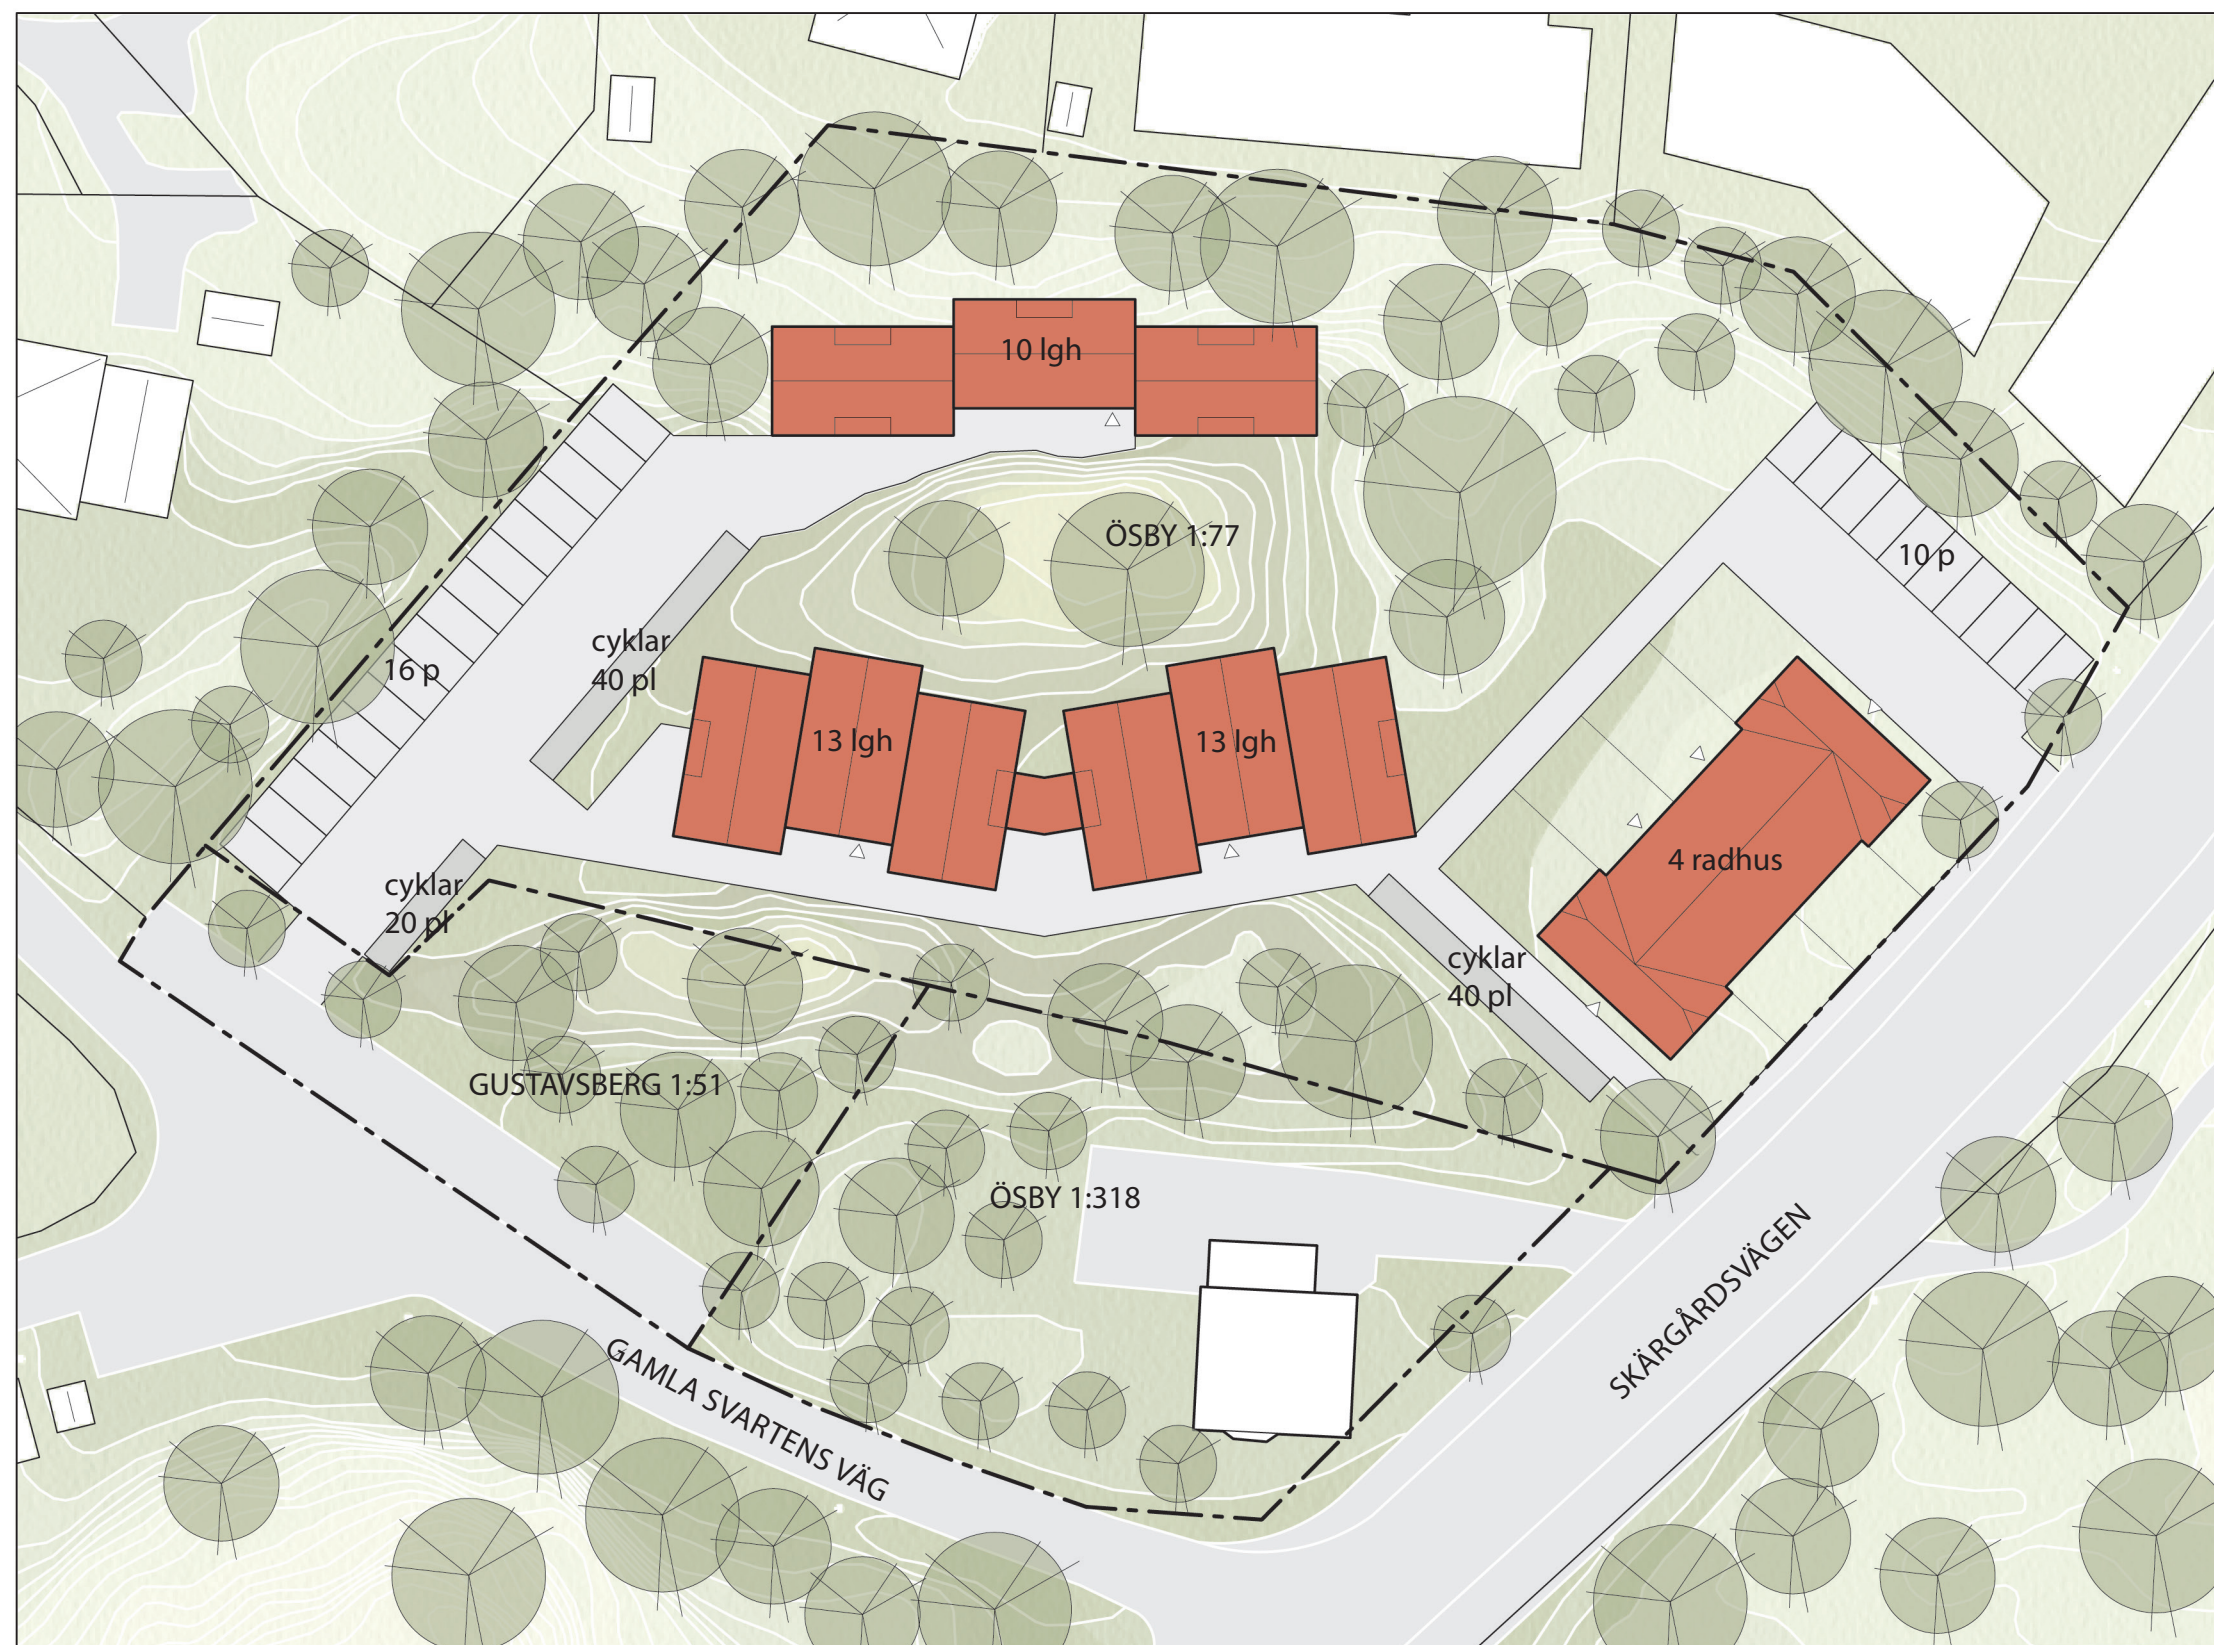 10 lgh
ÖSBY 1:77
10 p
cyklar
40 pl
16 p
13 lgh
13 lgh
4 radhus
cyklar
20 pl
cyklar
40 pl
GUSTAVSBERG 1:51
ÖSBY 1:318
SKÄRGÅRDSVÄGEN
GAMLA SVARTENS VÄG